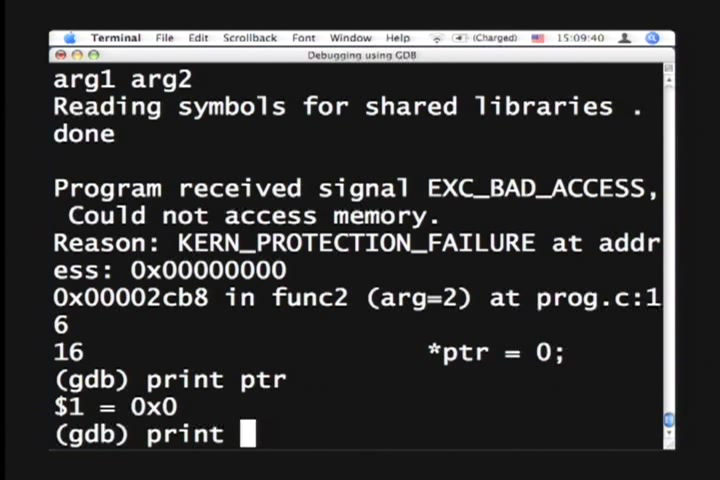 Terminal File Edit Scrollback Font Window Help (Charged) 15:09:40
Debugging using GDB
arg1 arg2
Reading symbols for shared libraries .
done
Program received signal EXC_BAD_ACCESS,
Could not access memory.
Reason: KERN_PROTECTION_FAILURE at addr
ess: 0x00000000
0x00002cb8 in func2 (arg=2) at prog.c:1
6
16 *ptr = 0;
(gdb) print ptr
$1 = 0x0
(gdb) print